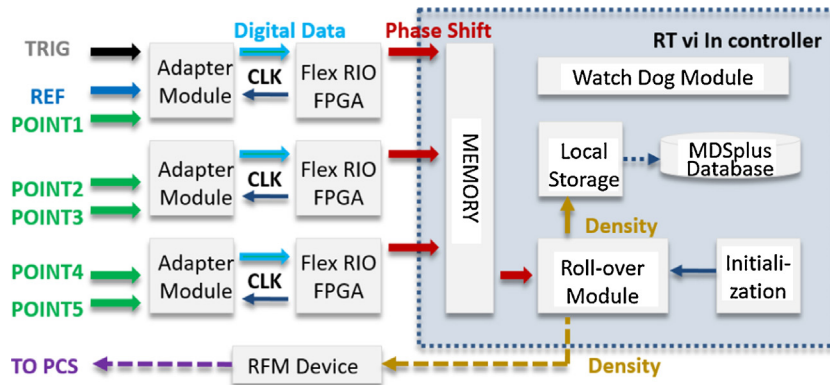 Digital Data
Phase Shift
RT vi In controller
TRIG
REF
POINT1
Adapter
Module
CLK
Flex RIO
FPGA
Watch Dog Module
POINT2
POINT3
Adapter
Module
CLK
Flex RIO
FPGA
MEMORY
Local
Storage
MDSplus
Database
Density
POINT4
POINT5
Adapter
Module
CLK
Flex RIO
FPGA
Roll-over
Module
Initiali-
zation
TO PCS
RFM Device
Density